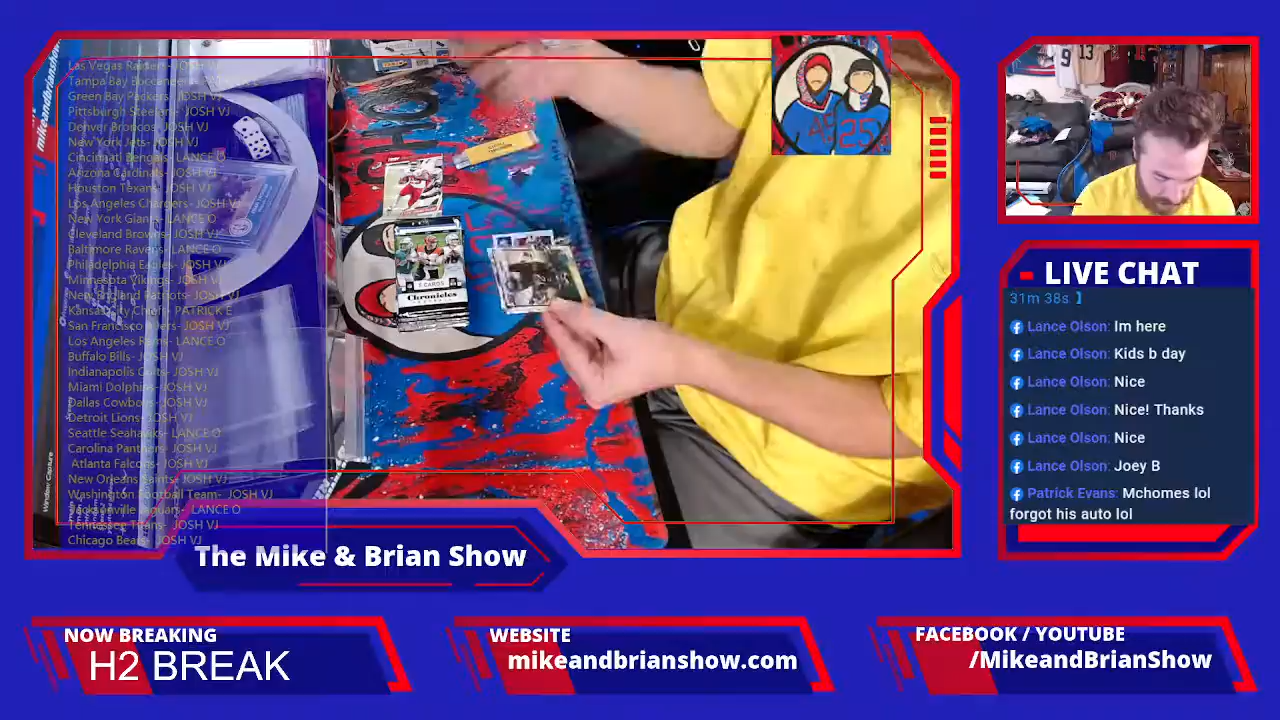 Las Vegas Raiders- JOSH VJ
Tampa Bay Buccaneers-
Green Bay Packers- JOSH VJ
Pittsburgh Steelers- JOSH VJ
Denver Broncos- JOSH VJ
New York Jets- JOSH VJ
Cincinnati Bengals- LANCE O
Arizona Cardinals- JOSH VJ
Houston Texans- JOSH VJ
Los Angeles Chargers- JOSH VJ
New York Giants- LANCE O
Cleveland Browns- JOSH VJ
Baltimore Ravens- LANCE O
Philadelphia Eagles- JOSH VJ
Minnesota Vikings- JOSH VJ
New England Patriots- JOSH VJ
Kansas City Chiefs- PATRICK E
San Francisco 49ers- JOSH VJ
Los Angeles Rams- LANCE O
Buffalo Bills- JOSH VJ
Indianapolis Colts- JOSH VJ
Miami Dolphins- JOSH VJ
Dallas Cowboys- JOSH VJ
Detroit Lions- JOSH VJ
Seattle Seahawks- LANCE O
Carolina Panthers- JOSH VJ
Atlanta Falcons- JOSH VJ
New Orleans Saints- JOSH VJ
Washington Football Team- JOSH VJ
Jacksonville Jaguars- LANCE O
Tennessee Titans- JOSH VJ
Chicago Bears- JOSH VJ
mikeandbrianshow
Window Capture
Chronicles
25
9
13
The Mike & Brian Show
LIVE CHAT
31m 38s ]
Lance Olson: Im here
Lance Olson: Kids b day
Lance Olson: Nice
Lance Olson: Nice! Thanks
Lance Olson: Nice
Lance Olson: Joey B
Patrick Evans: Mchomes lol
forgot his auto lol
NOW BREAKING
H2 BREAK
WEBSITE
mikeandbrianshow.com
FACEBOOK / YOUTUBE
/MikeandBrianShow